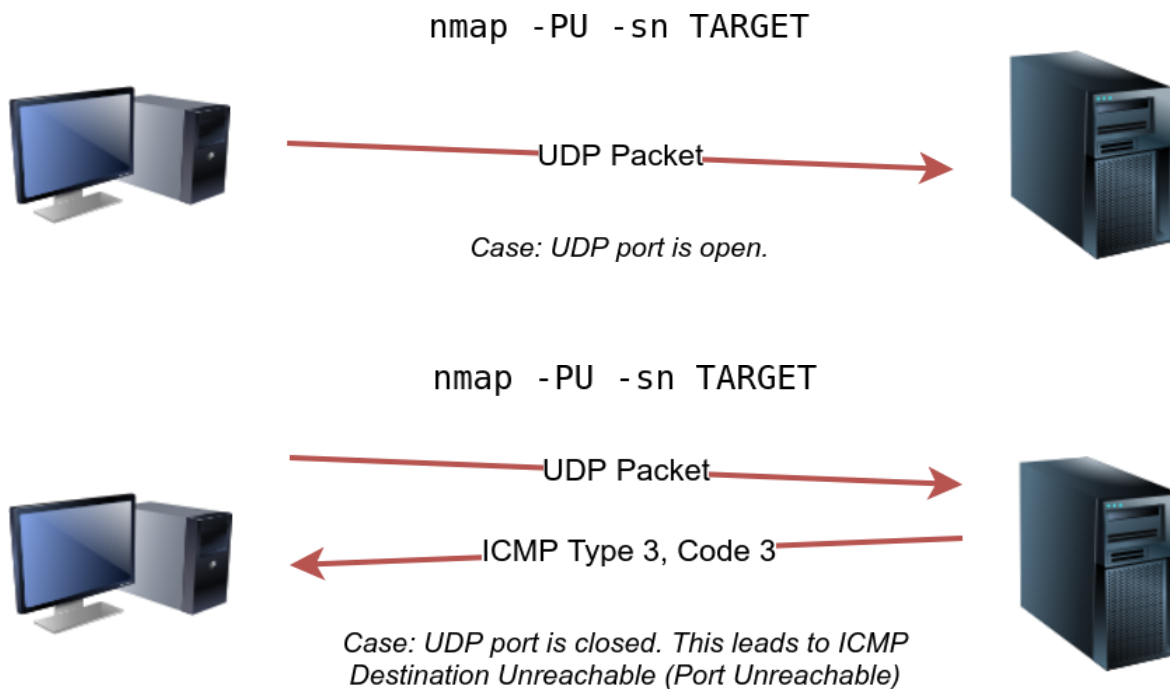 nmap -PU -sn TARGET
UDP Packet
Case: UDP port is open.
nmap -PU -sn TARGET
UDP Packet
ICMP Type 3, Code 3
Case: UDP port is closed. This leads to ICMP
Destination Unreachable (Port Unreachable)